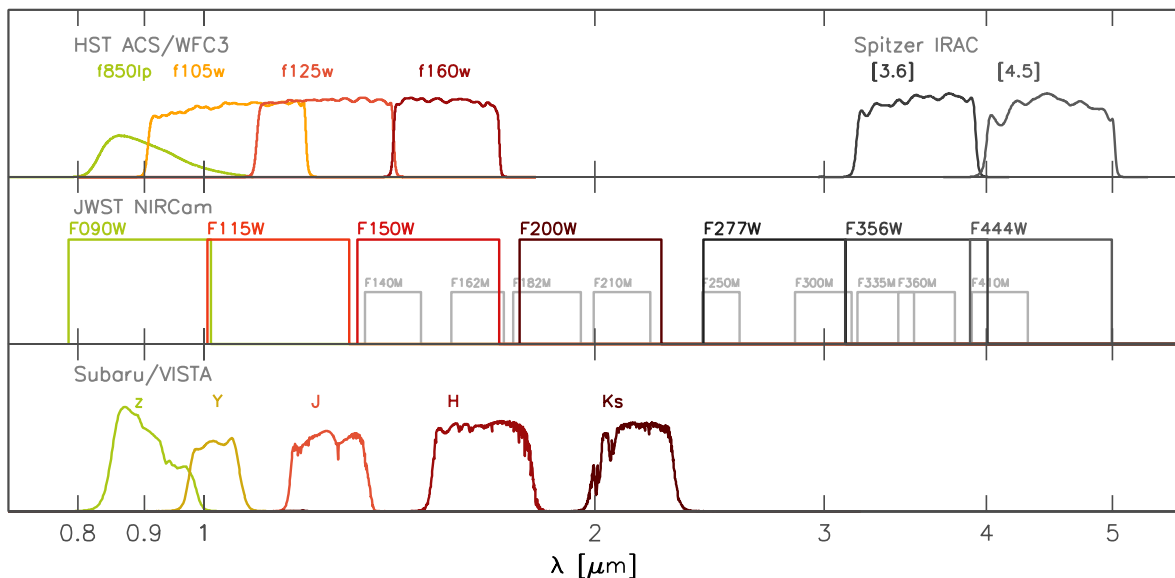 HST ACS/WFC3 Spitzer IRAC
f850lp f105w f125w f160w [3.6] [4.5]
JWST NIRCam
F090W F115W F150W F200W F277W F356W F444W
F140M F162M F182M F210M F250M F300M F335M F360M F410M
Subaru/VISTA
z Y J H Ks
0.8 0.9 1 2 3 4 5
λ [μm]